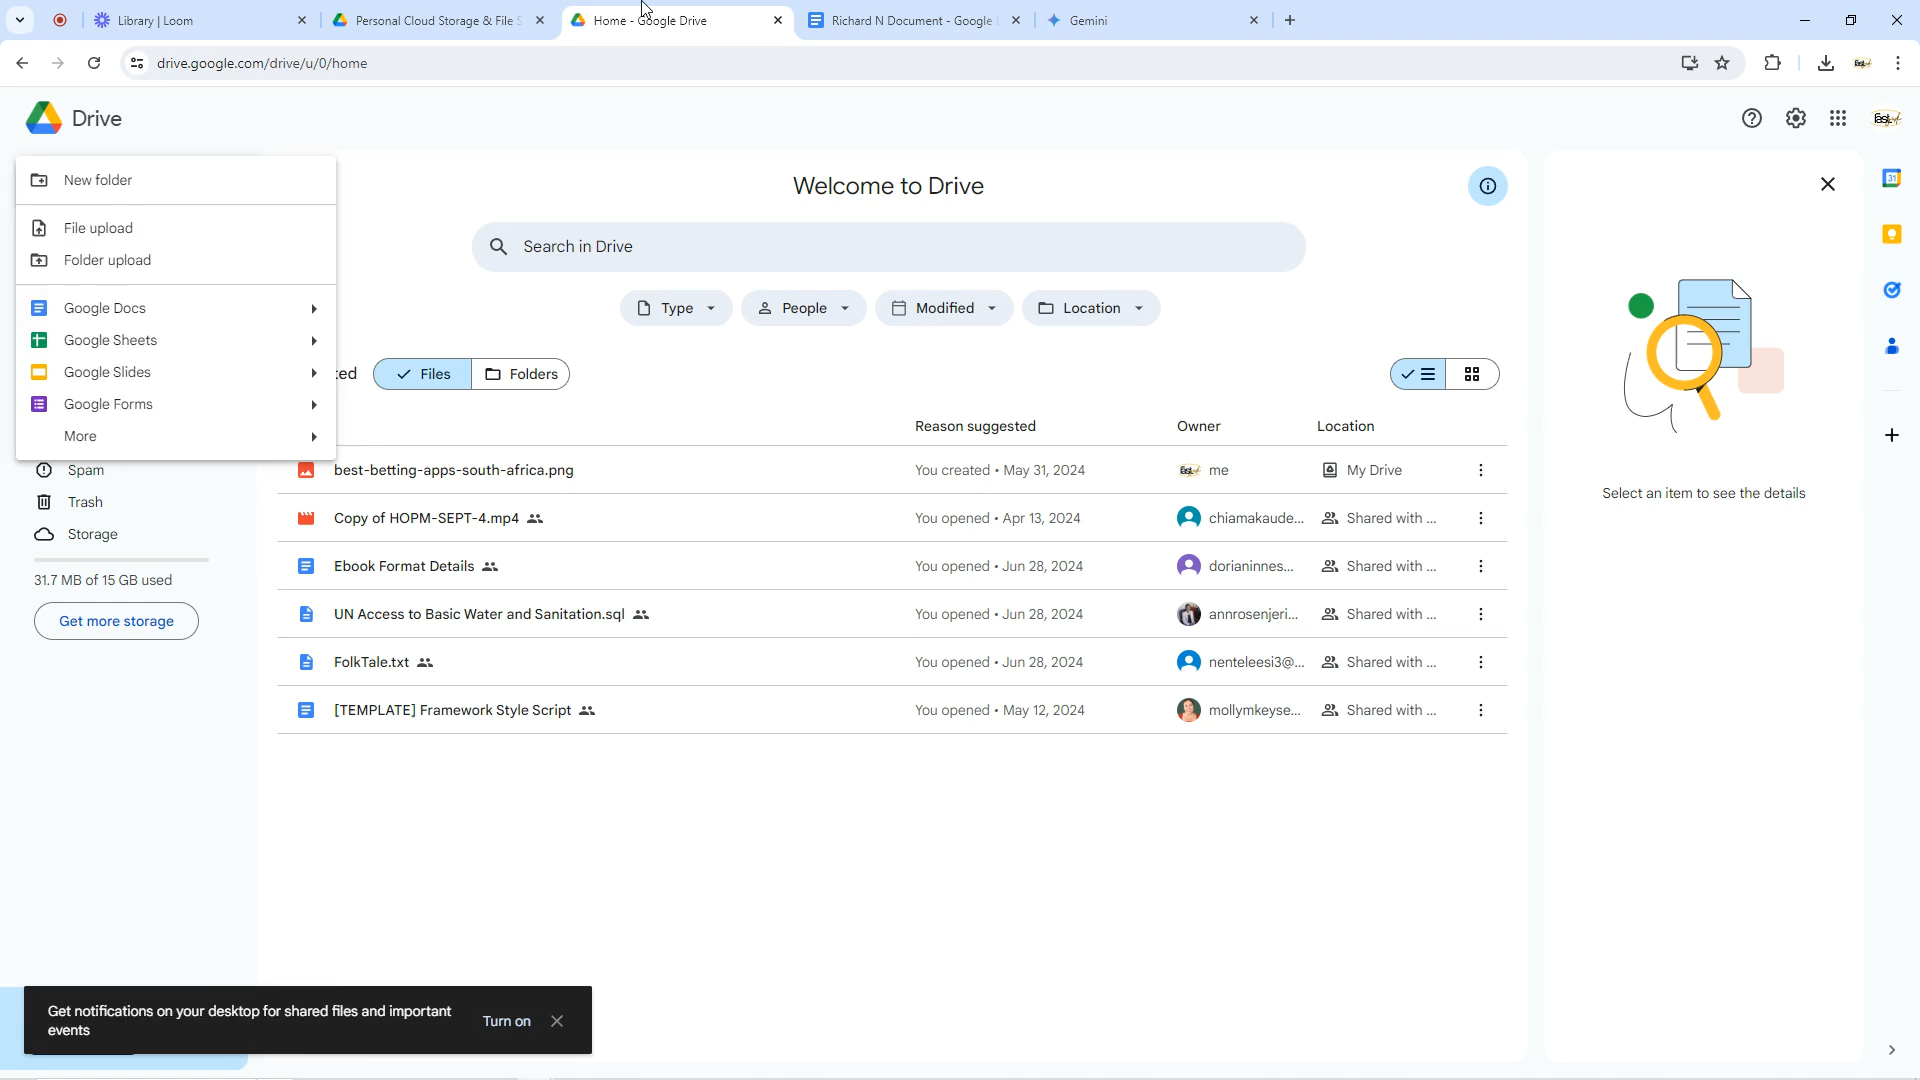 Library | Loom
Personal Cloud Storage & File S
Home - Google Drive
Richard N Document - Google
Gemini
drive.google.com/drive/u/0/home
Drive
New folder
File upload
Folder upload
Google Docs
Google Sheets
Google Slides
Google Forms
More
Spam
Trash
Storage
31.7 MB of 15 GB used
Get more storage
Welcome to Drive
Search in Drive
Type People Modified Location
ted Files Folders
Reason suggested Owner Location
best-betting-apps-south-africa.png You created • May 31, 2024 me My Drive
Copy of HOPM-SEPT-4.mp4 You opened • Apr 13, 2024 chiamakaude... Shared with ...
Ebook Format Details You opened • Jun 28, 2024 dorianinnes... Shared with ...
UN Access to Basic Water and Sanitation.sql You opened • Jun 28, 2024 annrosenjeri... Shared with ...
FolkTale.txt You opened • Jun 28, 2024 nenteleesi3@... Shared with ...
[TEMPLATE] Framework Style Script You opened • May 12, 2024 mollymkeyse... Shared with ...
31
Select an item to see the details
Get notifications on your desktop for shared files and important
events
Turn on